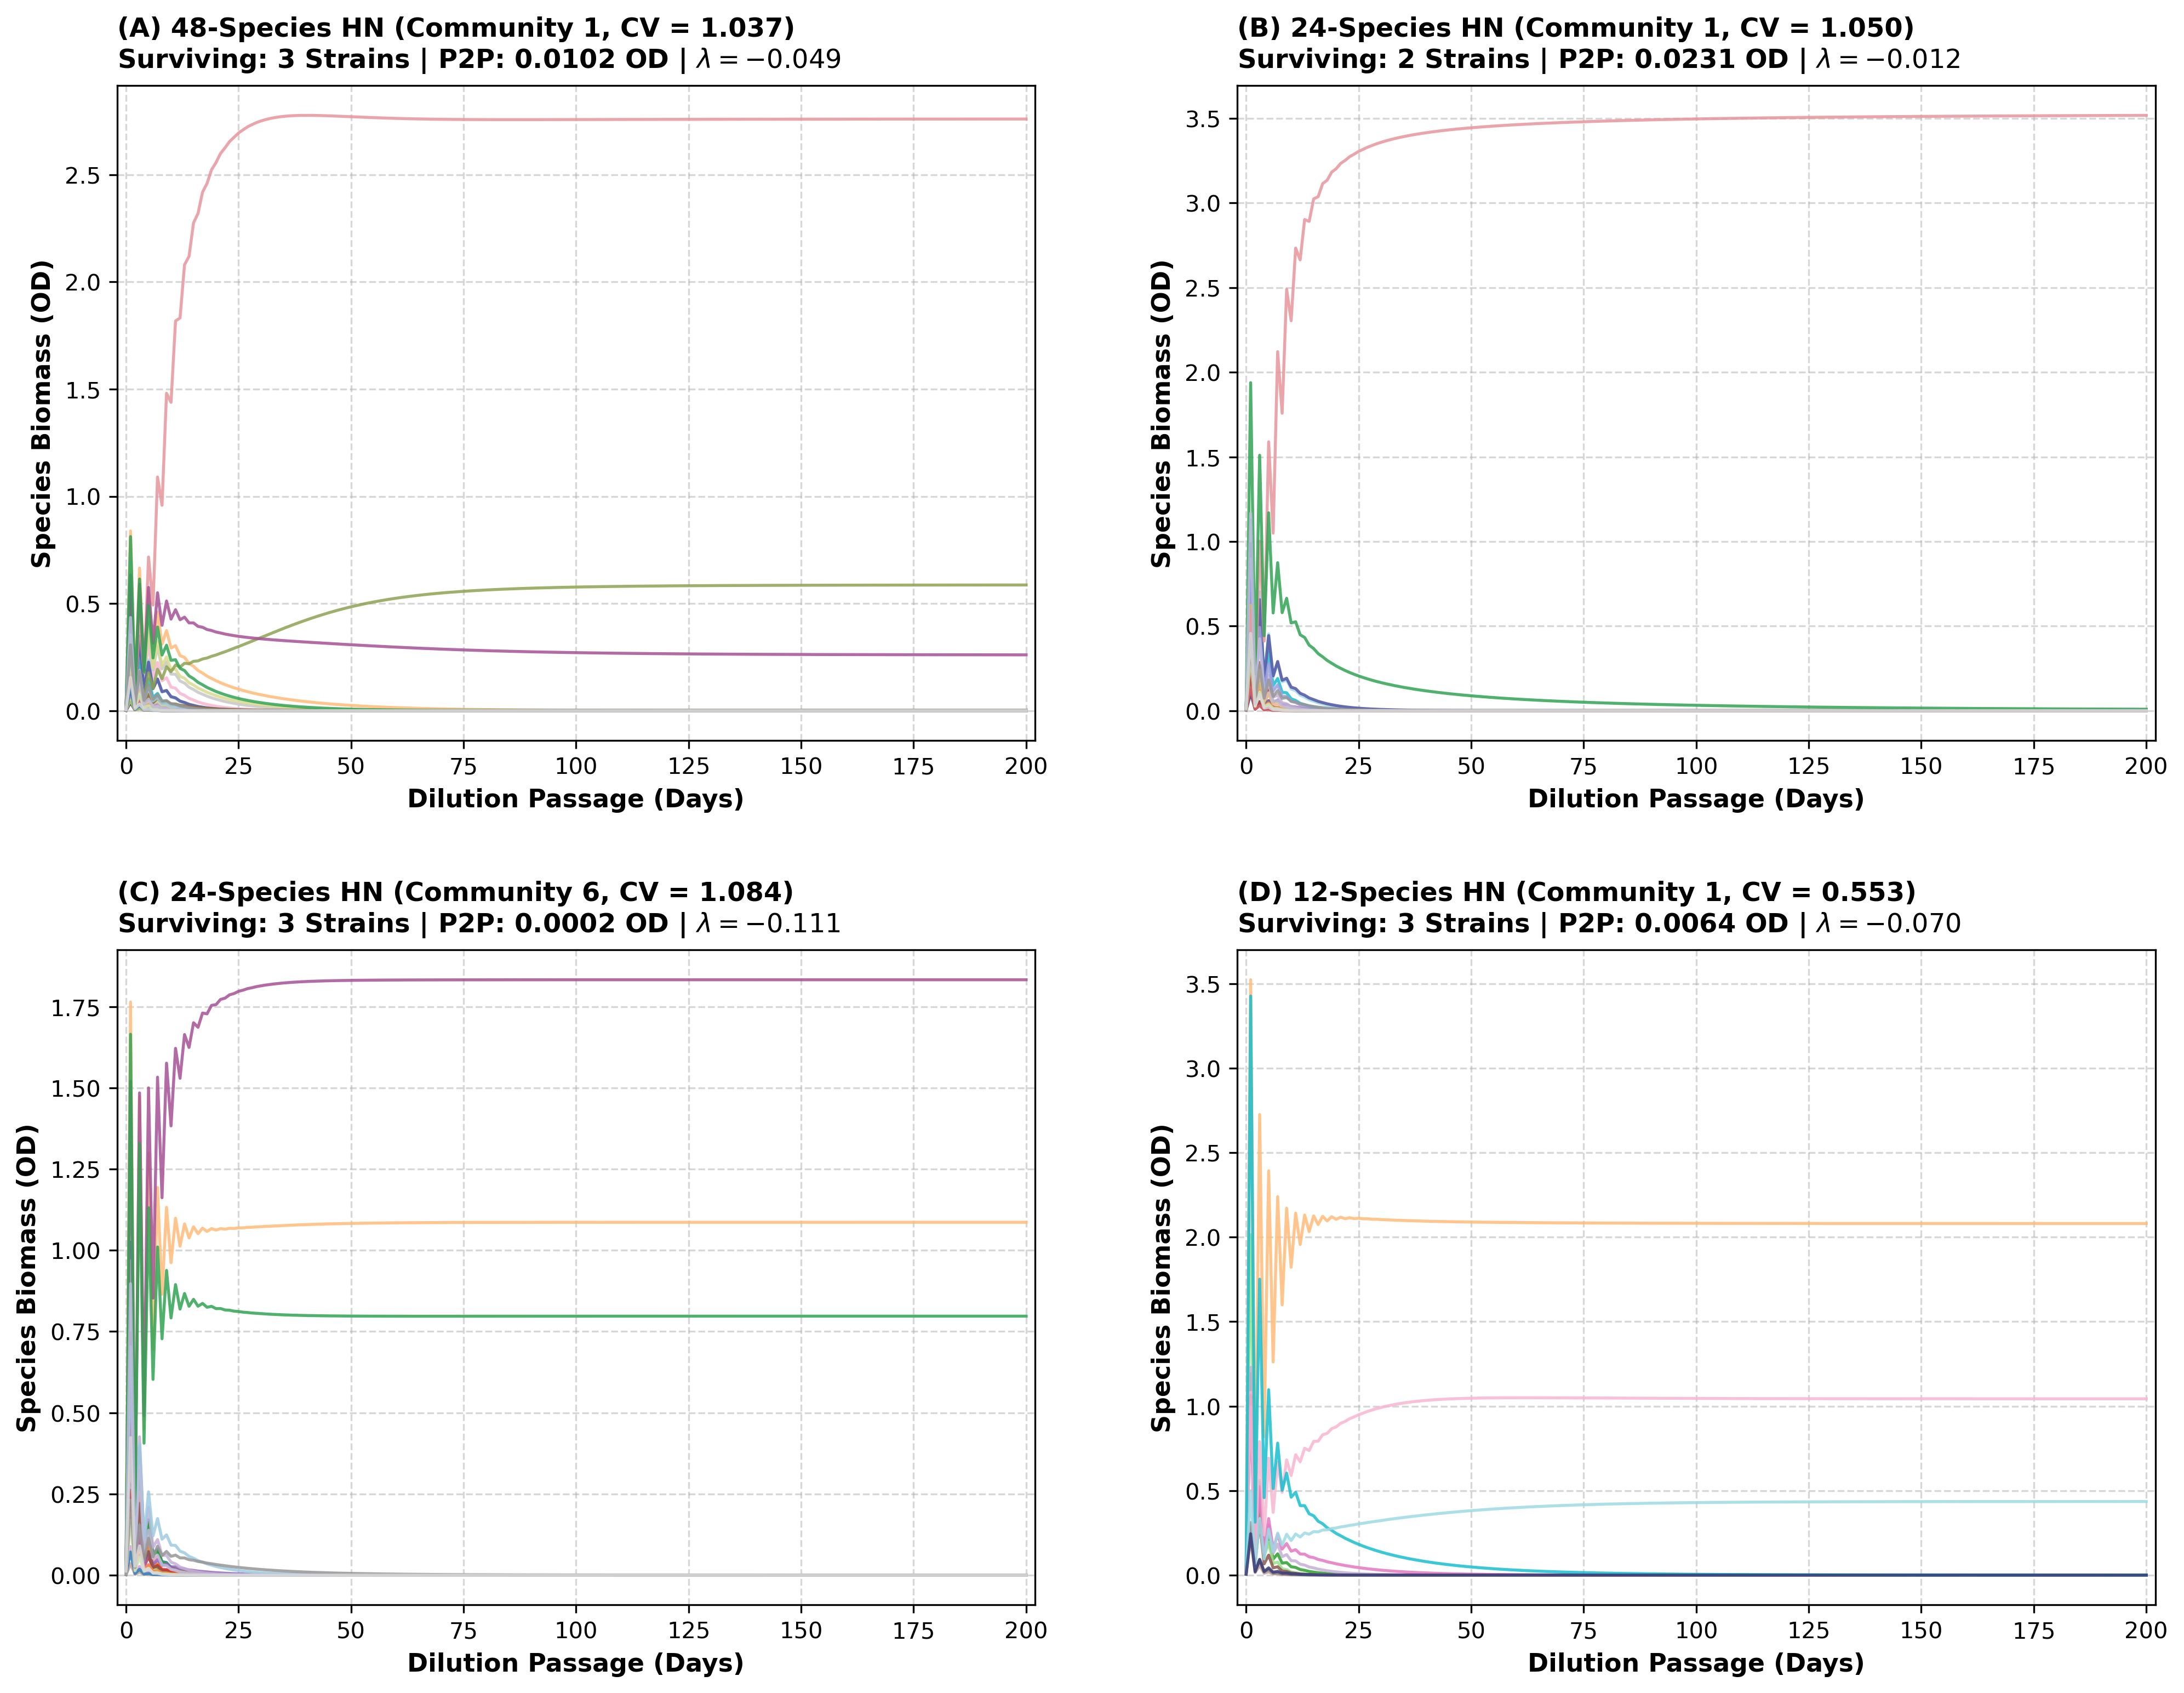 (A) 48-Species HN (Community 1, CV = 1.037)
Surviving: 3 Strains | P2P: 0.0102 OD | λ = −0.049
Species Biomass (OD)
2.5
2.0
1.5
1.0
0.5
0.0
0 25 50 75 100 125 150 175 200
Dilution Passage (Days)
(B) 24-Species HN (Community 1, CV = 1.050)
Surviving: 2 Strains | P2P: 0.0231 OD | λ = −0.012
Species Biomass (OD)
3.5
3.0
2.5
2.0
1.5
1.0
0.5
0.0
0 25 50 75 100 125 150 175 200
Dilution Passage (Days)
(C) 24-Species HN (Community 6, CV = 1.084)
Surviving: 3 Strains | P2P: 0.0002 OD | λ = −0.111
Species Biomass (OD)
1.75
1.50
1.25
1.00
0.75
0.50
0.25
0.00
0 25 50 75 100 125 150 175 200
Dilution Passage (Days)
(D) 12-Species HN (Community 1, CV = 0.553)
Surviving: 3 Strains | P2P: 0.0064 OD | λ = −0.070
Species Biomass (OD)
3.5
3.0
2.5
2.0
1.5
1.0
0.5
0.0
0 25 50 75 100 125 150 175 200
Dilution Passage (Days)